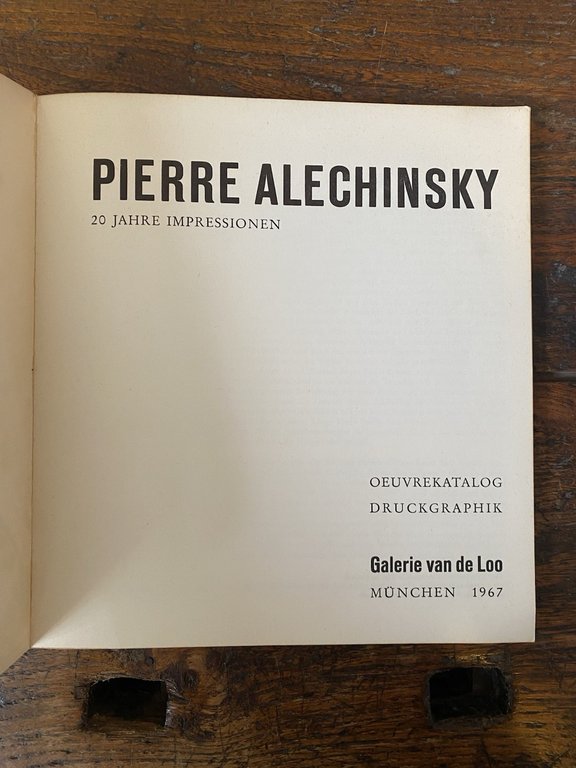 PIERRE ALECHINSKY
20 JAHRE IMPRESSIONEN
OEUVREKATALOG
DRUCKGRAPHIK
Galerie van de Loo
MÜNCHEN 1967